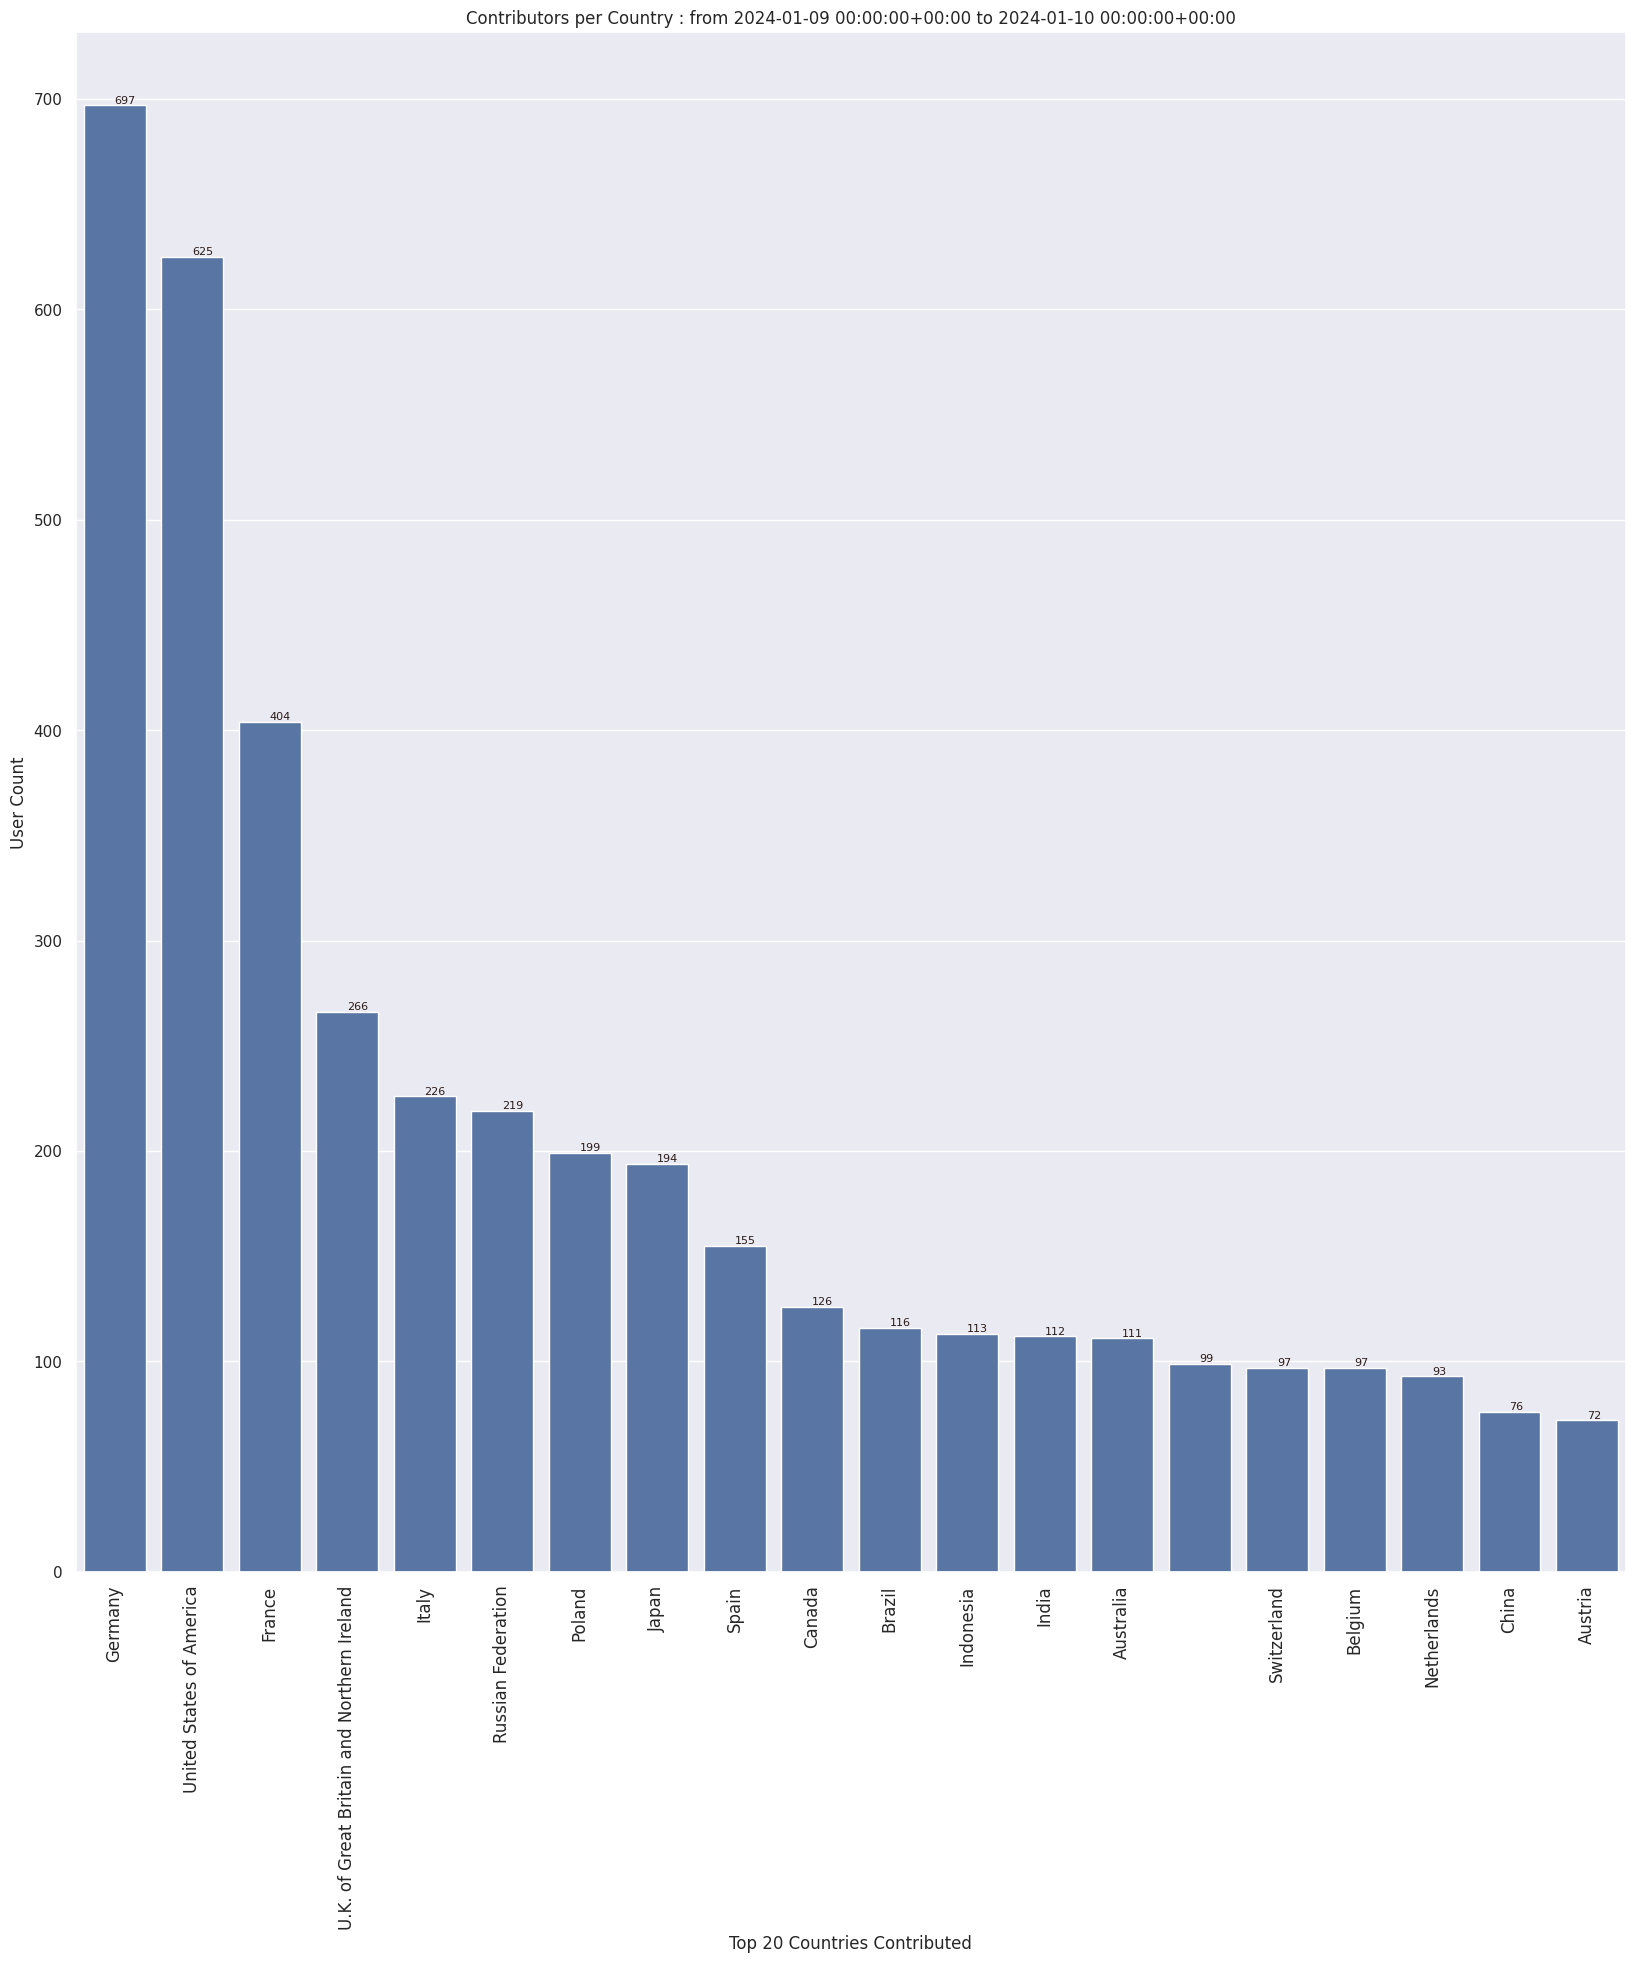 Contributors per Country : from 2024-01-09 00:00:00+00:00 to 2024-01-10 00:00:00+00:00
User Count
700
600
500
400
300
200
100
0
697
625
404
266
226
219
199
194
155
126
116
113
112
111
99
97
97
93
76
72
Germany
United States of America
France
U.K. of Great Britain and Northern Ireland
Italy
Russian Federation
Poland
Japan
Spain
Canada
Brazil
Indonesia
India
Australia
Switzerland
Belgium
Netherlands
China
Austria
Top 20 Countries Contributed